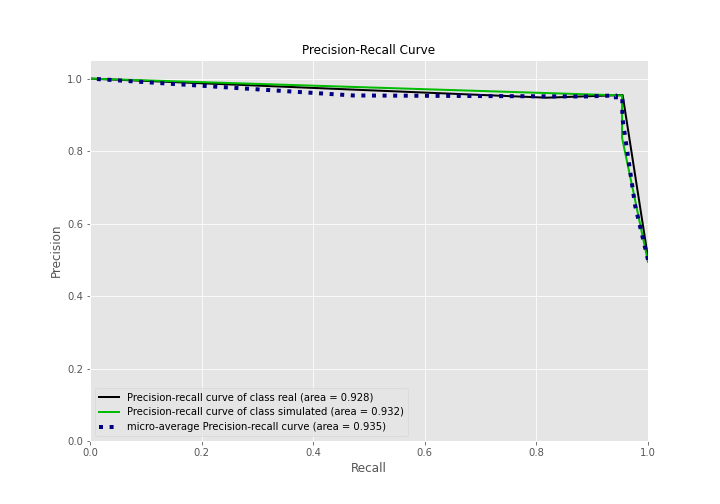 Precision-Recall Curve
1.0
0.8
0.6
0.4
0.2
0.0
Precision
Precision-recall curve of class real (area = 0.928)
Precision-recall curve of class simulated (area = 0.932)
micro-average Precision-recall curve (area = 0.935)
0.0 0.2 0.4 0.6 0.8 1.0
Recall